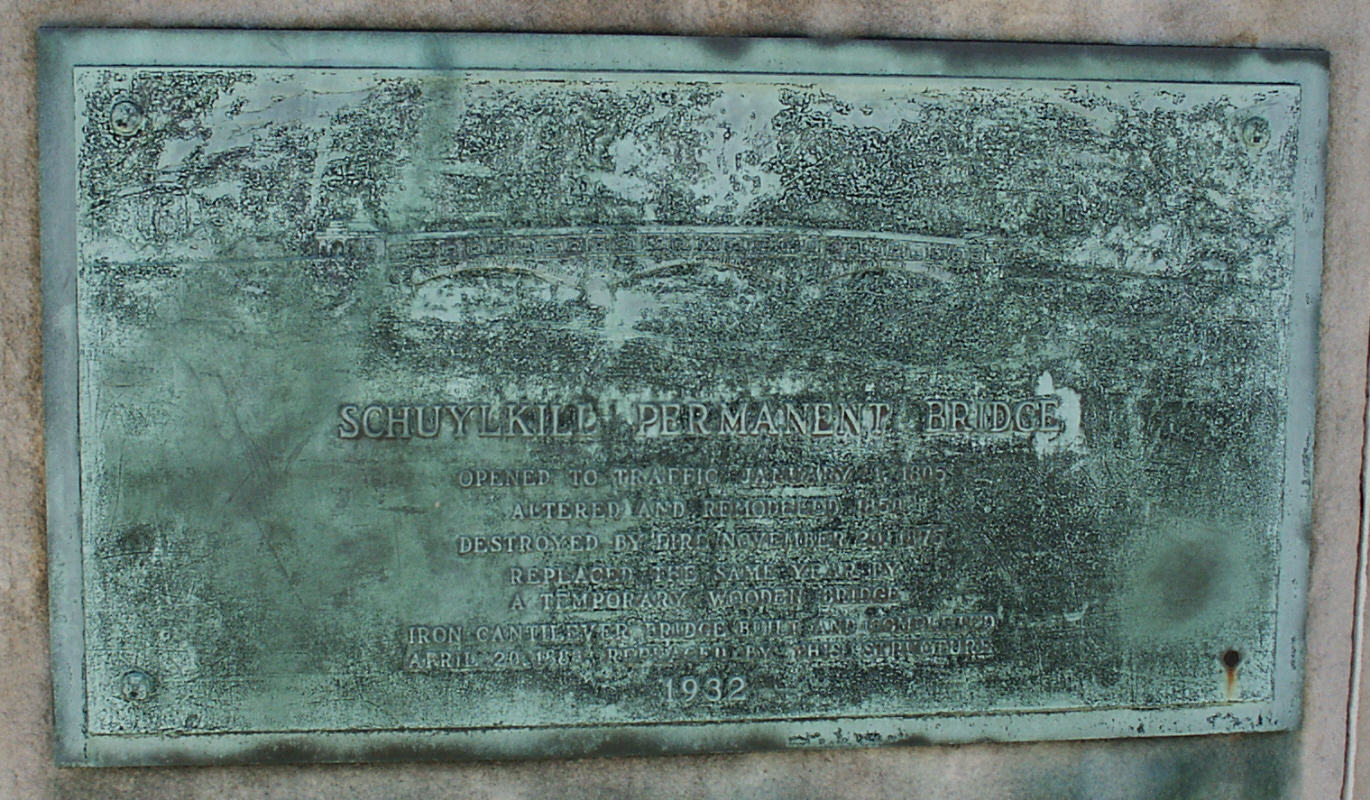 SCHUYLKILL PERMANENT BRIDGE
OPENED TO TRAFFIC JANUARY 1, 1805
ALTERED AND REMODELED 1850
DESTROYED BY FIRE NOVEMBER 20, 1875
REPLACED THE SAME YEAR BY
A TEMPORARY WOODEN BRIDGE
IRON CANTILEVER BRIDGE BUILT AND COMPLETED
APRIL 20, REPLACED BY THIS STRUCTURE
1932